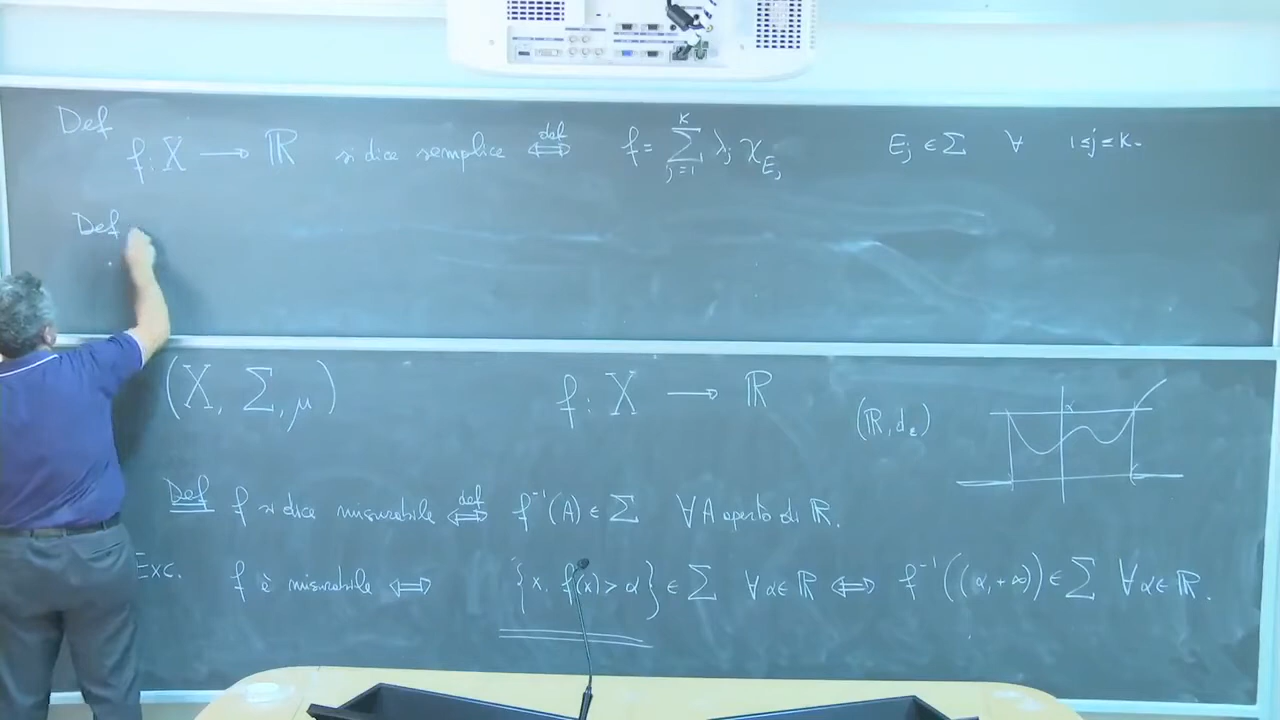 Def
f: X → ℝ si dice semplice ⇔(def) f = Σ_{j=1}^{K} λ_j χ_{E_j} E_j ∈ Σ ∀ 1≤j≤K.
Def
(X, Σ, μ) f: X → ℝ (ℝ, d_e)
α
Def f si dice misurabile ⇔(def) f⁻¹(A) ∈ Σ ∀A aperto di ℝ.
Exc. f è misurabile ⇔ {x, f(x) > α} ∈ Σ ∀ α∈ℝ ⇔ f⁻¹((α,+∞)) ∈ Σ ∀α∈ℝ.